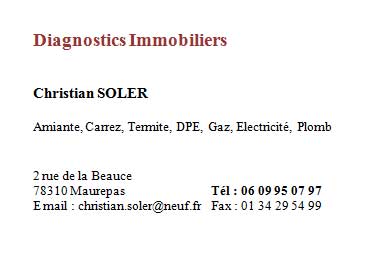 Diagnostics Immobiliers
Christian SOLER
Amiante, Carrez, Termite, DPE, Gaz, Electricité, Plomb
2 rue de la Beauce
78310 Maurepas Tél : 06 09 95 07 97
E mail : christian.soler@neuf.fr Fax : 01 34 29 54 99